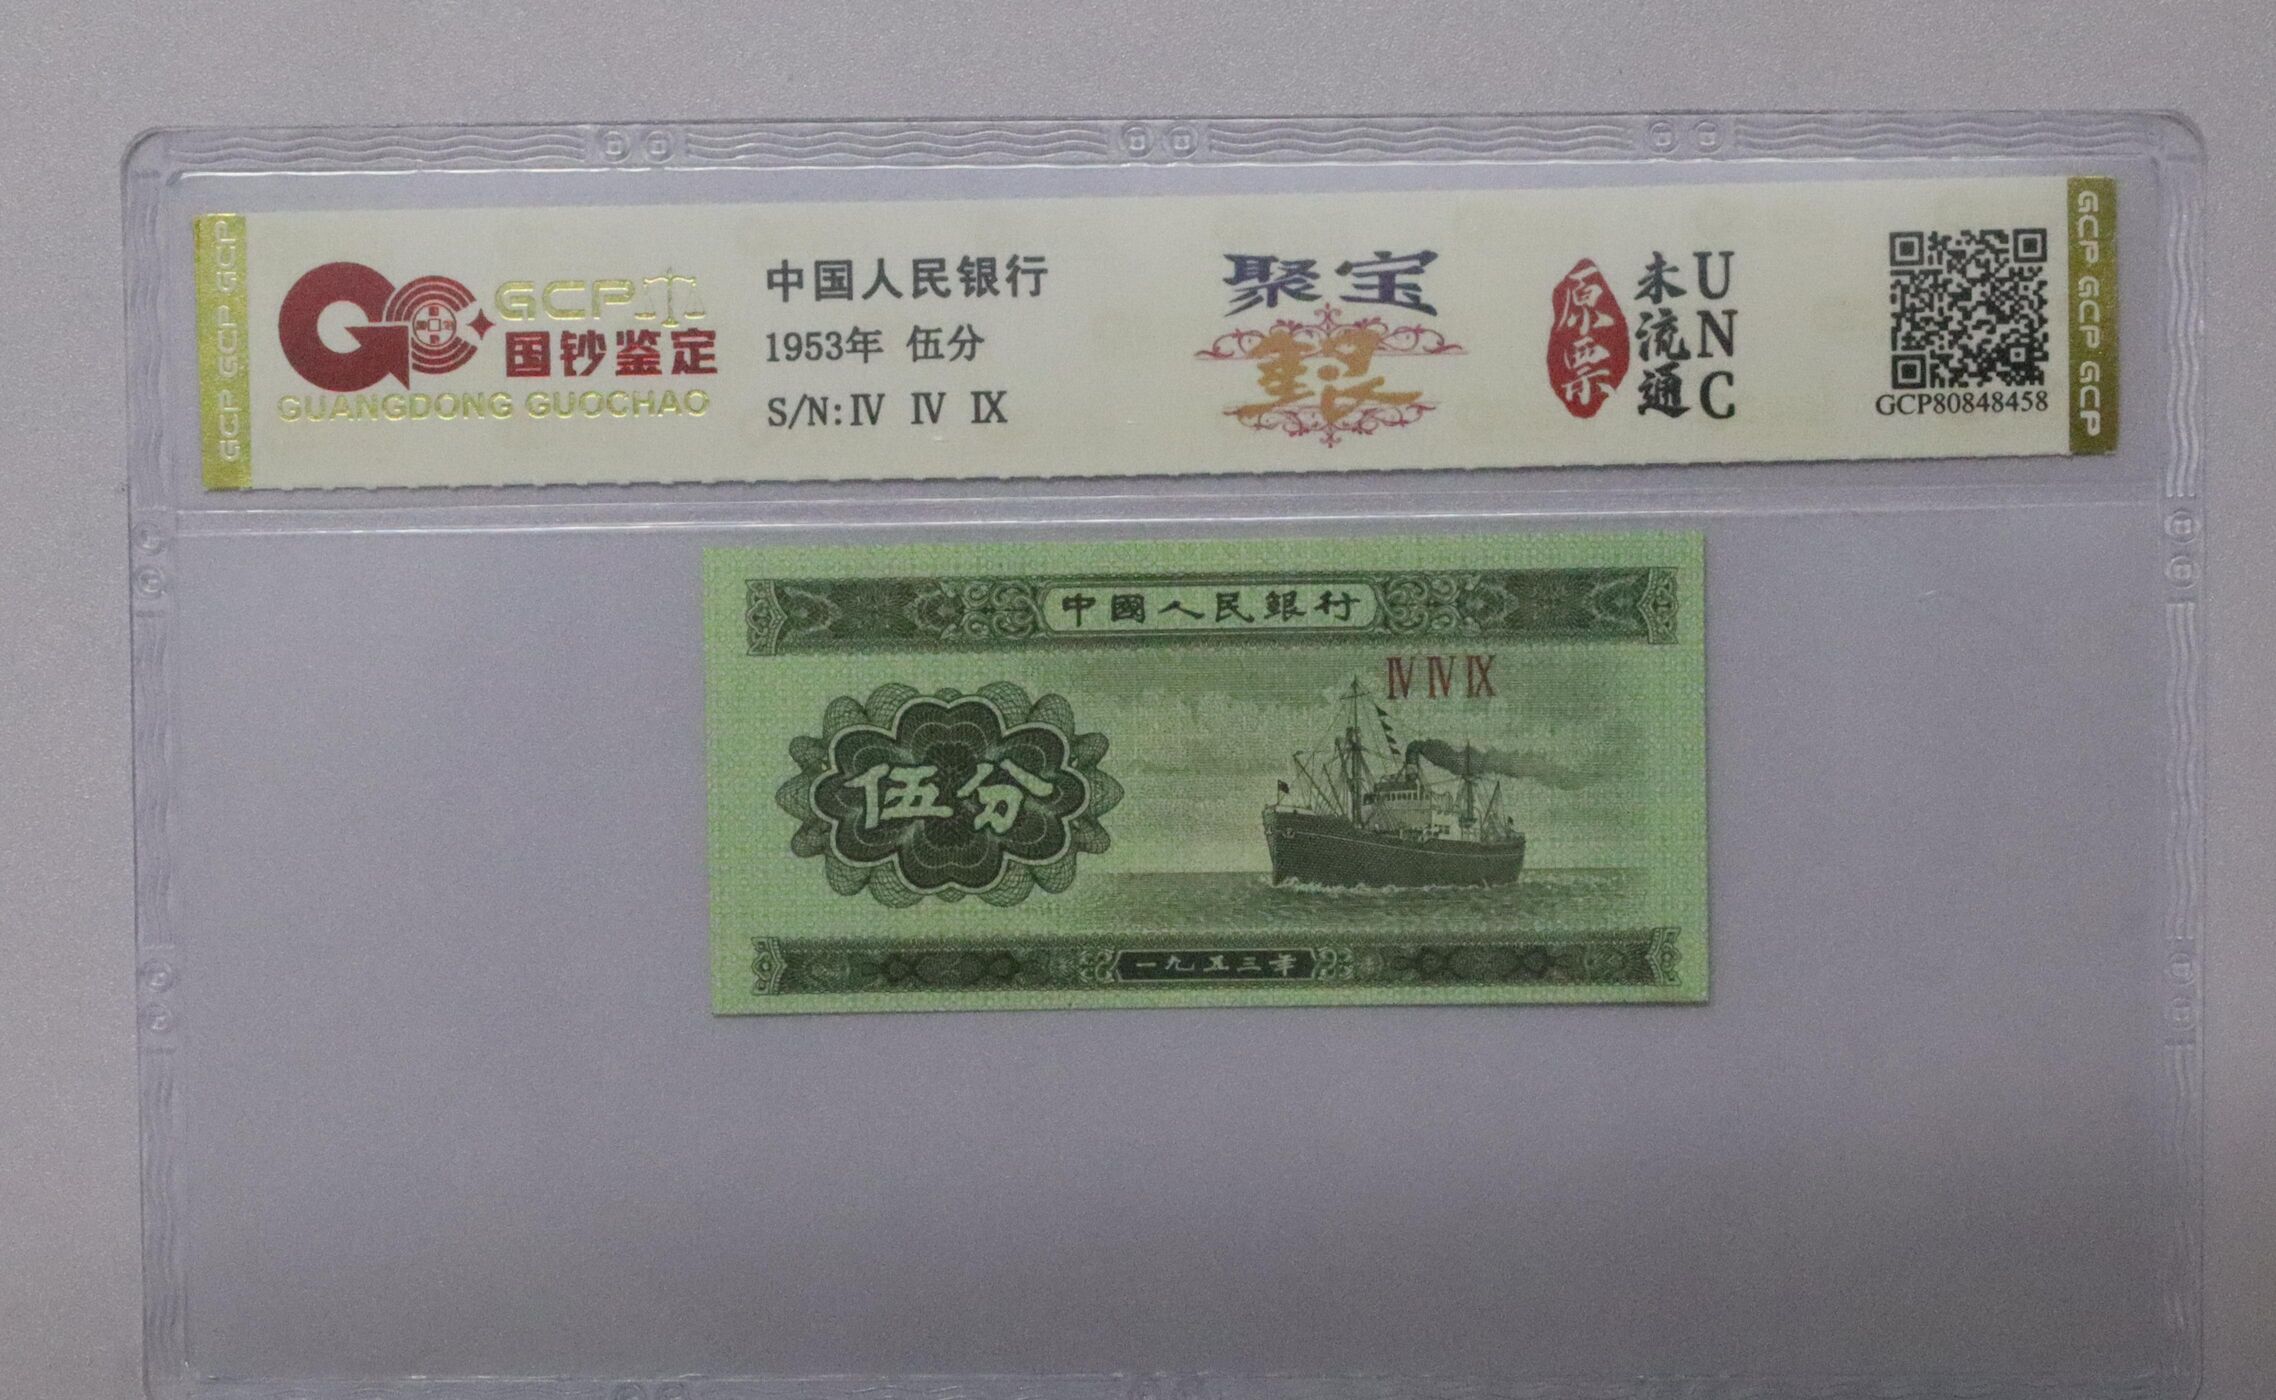 GCP GCP GCP
GCP
国钞鉴定
GUANGDONG GUOCHAO
中国人民银行
1953年 伍分
S/N:Ⅳ Ⅳ Ⅸ
聚宝
原票
未流通
UNC
GCP80848458
GCP GCP GCP
中國人民銀行
Ⅳ Ⅳ Ⅸ
伍分
一九五三年